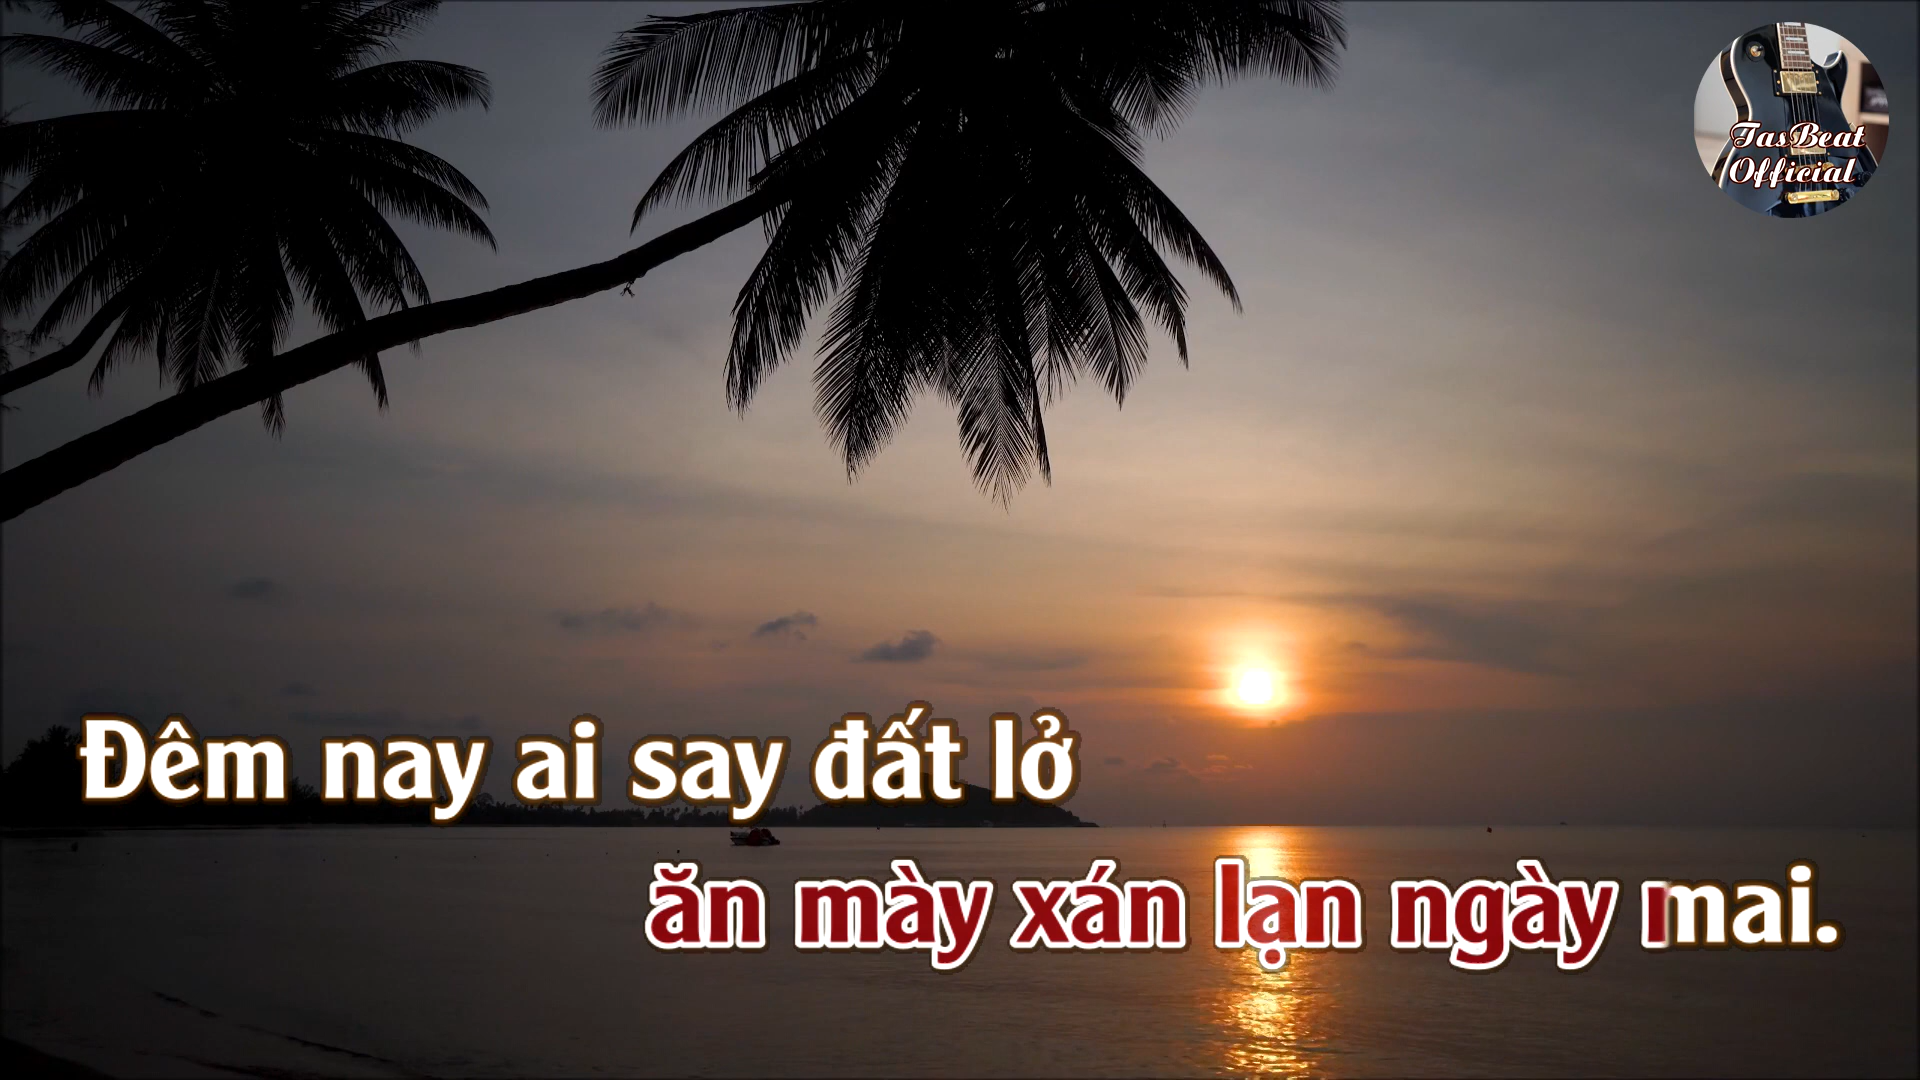 TasBeat
Official
Đêm nay ai say đất lở
ăn mày xán lạn ngày mai.